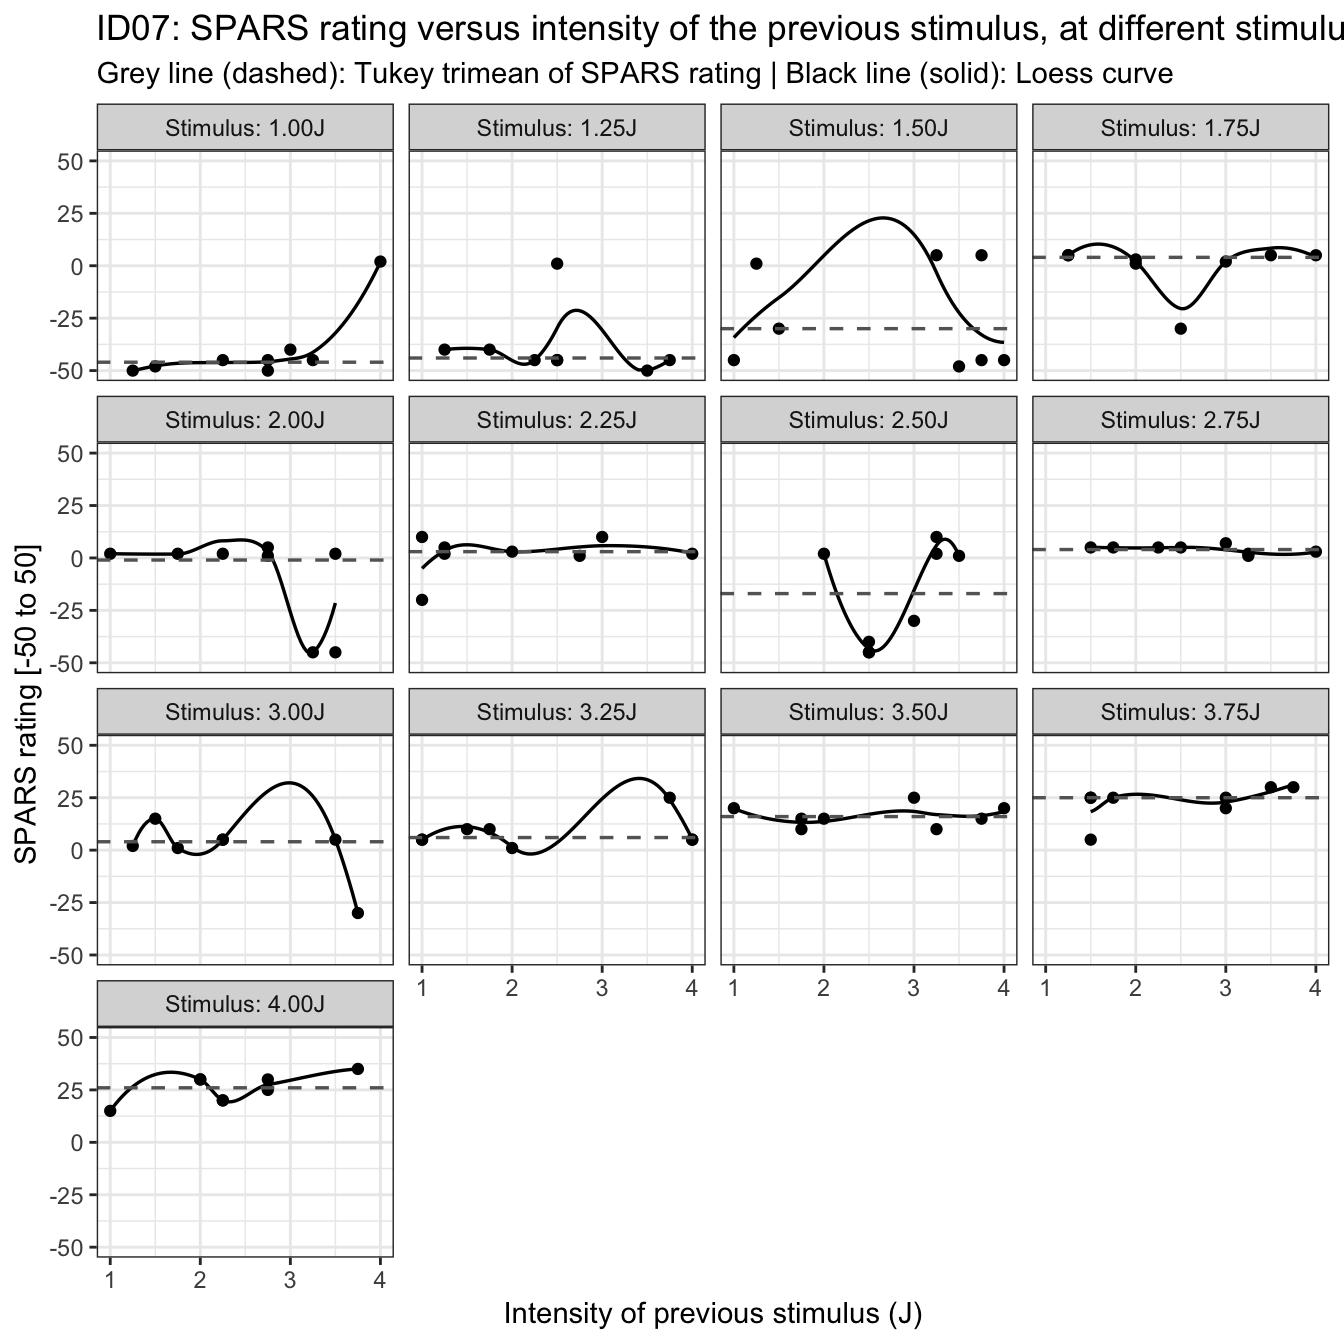 ID07: SPARS rating versus intensity of the previous stimulus, at different stimulu
Grey line (dashed): Tukey trimean of SPARS rating | Black line (solid): Loess curve
Stimulus: 1.00J Stimulus: 1.25J Stimulus: 1.50J Stimulus: 1.75J
50
25
0
-25
-50
Stimulus: 2.00J Stimulus: 2.25J Stimulus: 2.50J Stimulus: 2.75J
50
25
0
-25
-50
Stimulus: 3.00J Stimulus: 3.25J Stimulus: 3.50J Stimulus: 3.75J
50
25
0
-25
-50
1 2 3 4 1 2 3 4 1 2 3 4
Stimulus: 4.00J
50
25
0
-25
-50
1 2 3 4
SPARS rating [-50 to 50]
Intensity of previous stimulus (J)